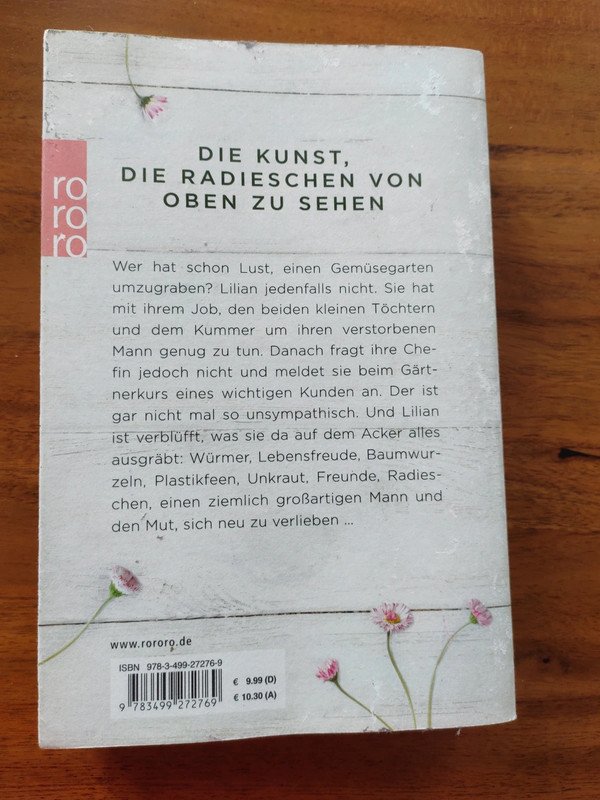 DIE KUNST,
DIE RADIESCHEN VON
OBEN ZU SEHEN
ro
ro
ro
Wer hat schon Lust, einen Gemüsegarten
umzugraben? Lilian jedenfalls nicht. Sie hat
mit ihrem Job, den beiden kleinen Töchtern
und dem Kummer um ihren verstorbenen
Mann genug zu tun. Danach fragt ihre Che-
fin jedoch nicht und meldet sie beim Gärt-
nerkurs eines wichtigen Kunden an. Der ist
gar nicht mal so unsympathisch. Und Lilian
ist verblüfft, was sie da auf dem Acker alles
ausgräbt: Würmer, Lebensfreude, Baumwur-
zeln, Plastikfeen, Unkraut, Freunde, Radies-
chen, einen ziemlich großartigen Mann und
den Mut, sich neu zu verlieben ...
www.rororo.de
ISBN 978-3-499-27276-9
€ 9.99 (D)
€ 10.30 (A)
9 783499 272769